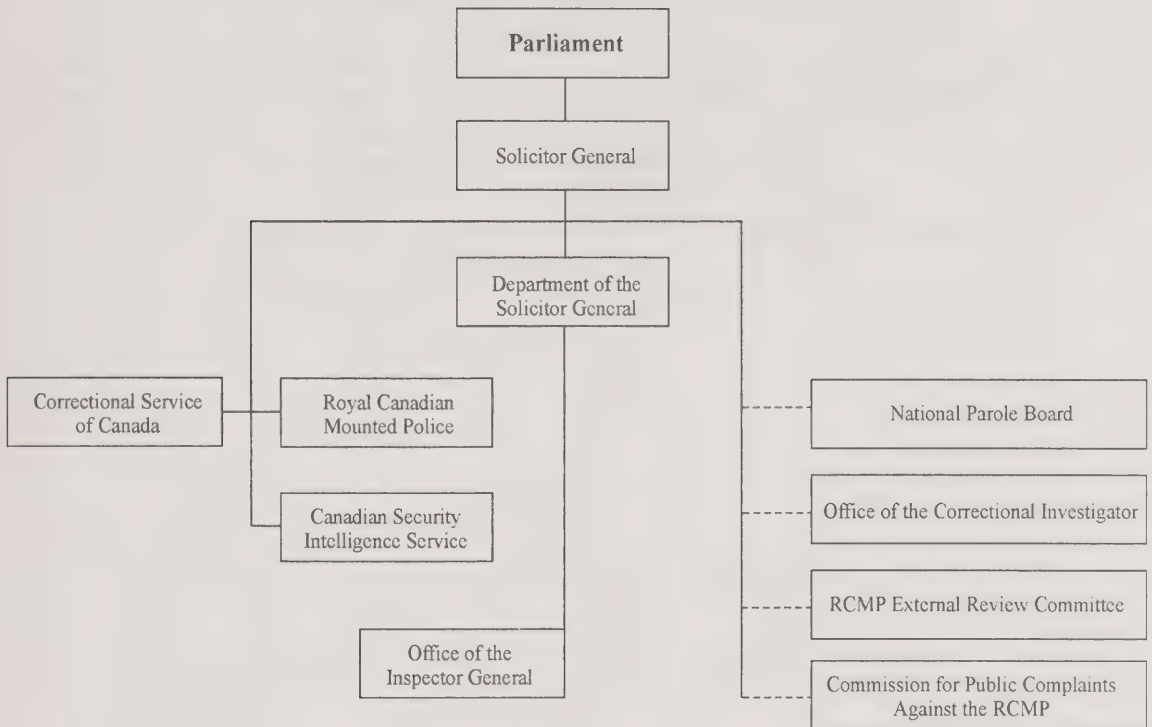 Parliament
Solicitor General
Department of the
Solicitor General
Correctional Service
of Canada
Royal Canadian
Mounted Police
National Parole Board
Canadian Security
Intelligence Service
Office of the Correctional Investigator
RCMP External Review Committee
Office of the
Inspector General
Commission for Public Complaints
Against the RCMP